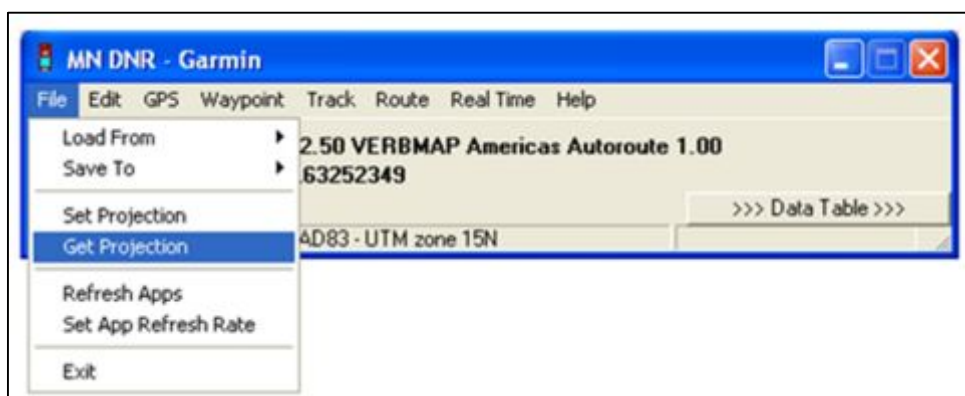 MN DNR - Garmin
File Edit GPS Waypoint Track Route Real Time Help
Load From
2.50 VERBMAP Americas Autoroute 1.00
Save To
.63252349
Set Projection
>>> Data Table >>>
Get Projection
AD83 - UTM zone 15N
Refresh Apps
Set App Refresh Rate
Exit